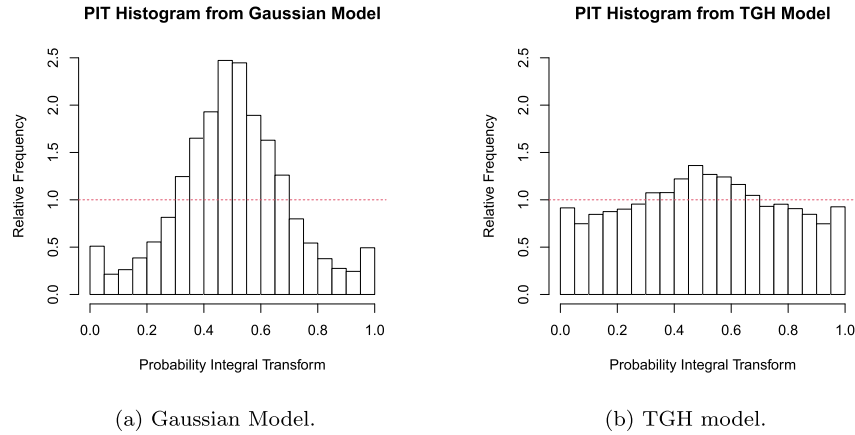 PIT Histogram from Gaussian Model
Relative Frequency
2.5
2.0
1.5
1.0
0.5
0.0
0.0 0.2 0.4 0.6 0.8 1.0
Probability Integral Transform
(a) Gaussian Model.
PIT Histogram from TGH Model
Relative Frequency
2.5
2.0
1.5
1.0
0.5
0.0
0.0 0.2 0.4 0.6 0.8 1.0
Probability Integral Transform
(b) TGH model.